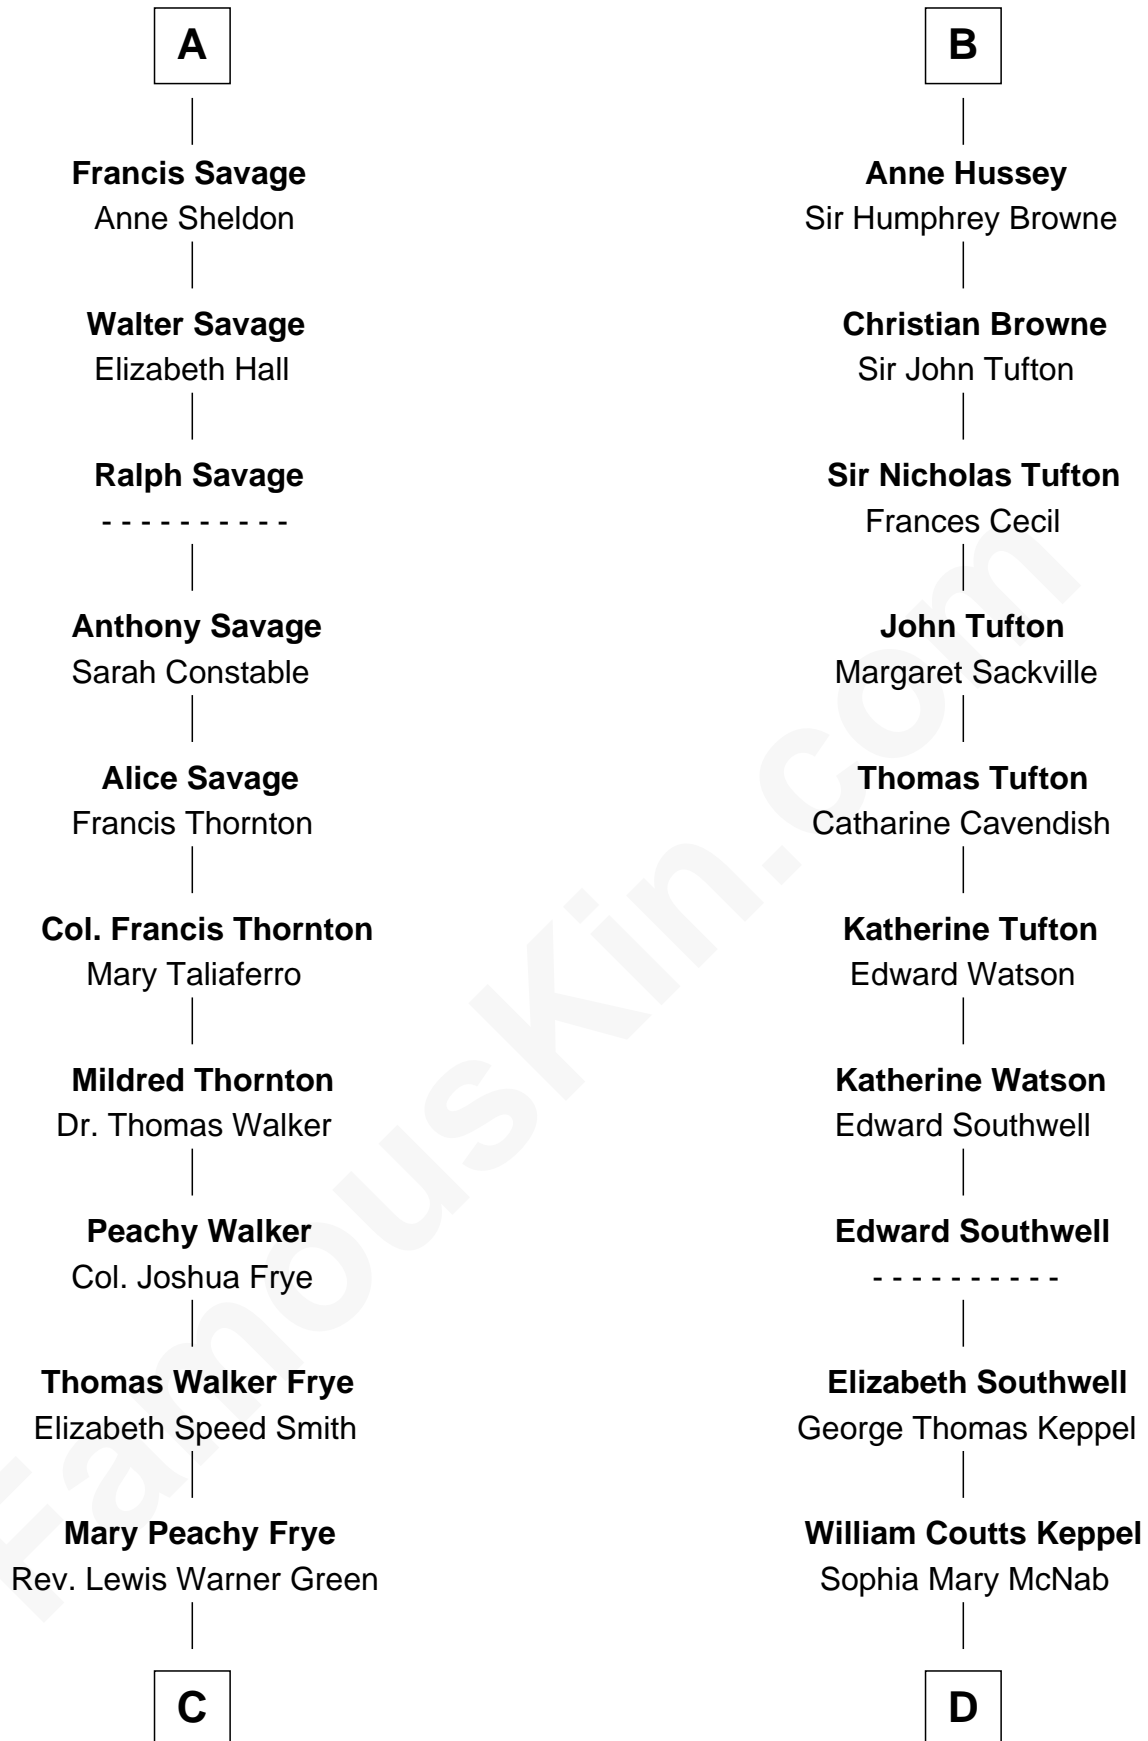 A
Francis Savage
Anne Sheldon
Walter Savage
Elizabeth Hall
Ralph Savage
- - - - - - - - - -
Anthony Savage
Sarah Constable
Alice Savage
Francis Thornton
Col. Francis Thornton
Mary Taliaferro
Mildred Thornton
Dr. Thomas Walker
Peachy Walker
Col. Joshua Frye
Thomas Walker Frye
Elizabeth Speed Smith
Mary Peachy Frye
Rev. Lewis Warner Green
C
B
Anne Hussey
Sir Humphrey Browne
Christian Browne
Sir John Tufton
Sir Nicholas Tufton
Frances Cecil
John Tufton
Margaret Sackville
Thomas Tufton
Catharine Cavendish
Katherine Tufton
Edward Watson
Katherine Watson
Edward Southwell
Edward Southwell
- - - - - - - - - -
Elizabeth Southwell
George Thomas Keppel
William Coutts Keppel
Sophia Mary McNab
D
FamousKin.com